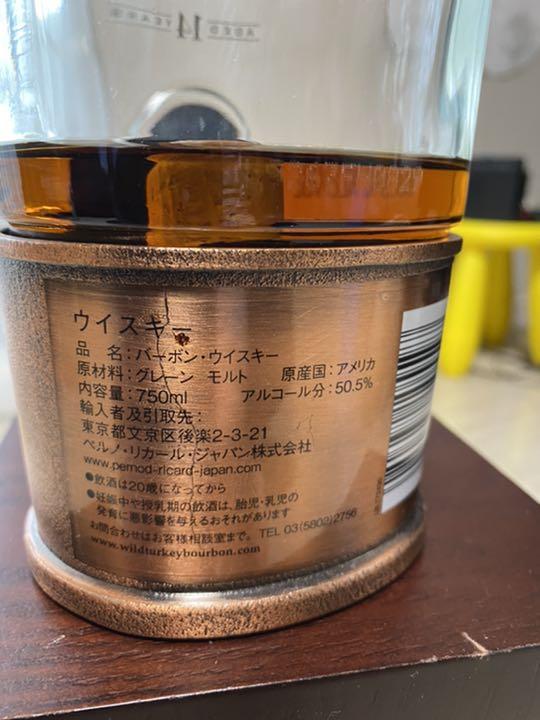 AGED 14 YEARS
ウイスキー
品 名:バーボン・ウイスキー
原材料:グレーン モルト 原産国:アメリカ
内容量:750ml アルコール分:50.5%
輸入者及引取先:
東京都文京区後楽2-3-21
ペルノ・リカール・ジャパン株式会社
www.pernod-ricard-japan.com
●飲酒は20歳になってから
●妊娠中や授乳期の飲酒は、胎児・乳児の
発育に悪影響を与えるおそれがあります
お問合わせはお客様相談室まで。 TEL 03(5802)2756
www.wildturkeybourbon.com